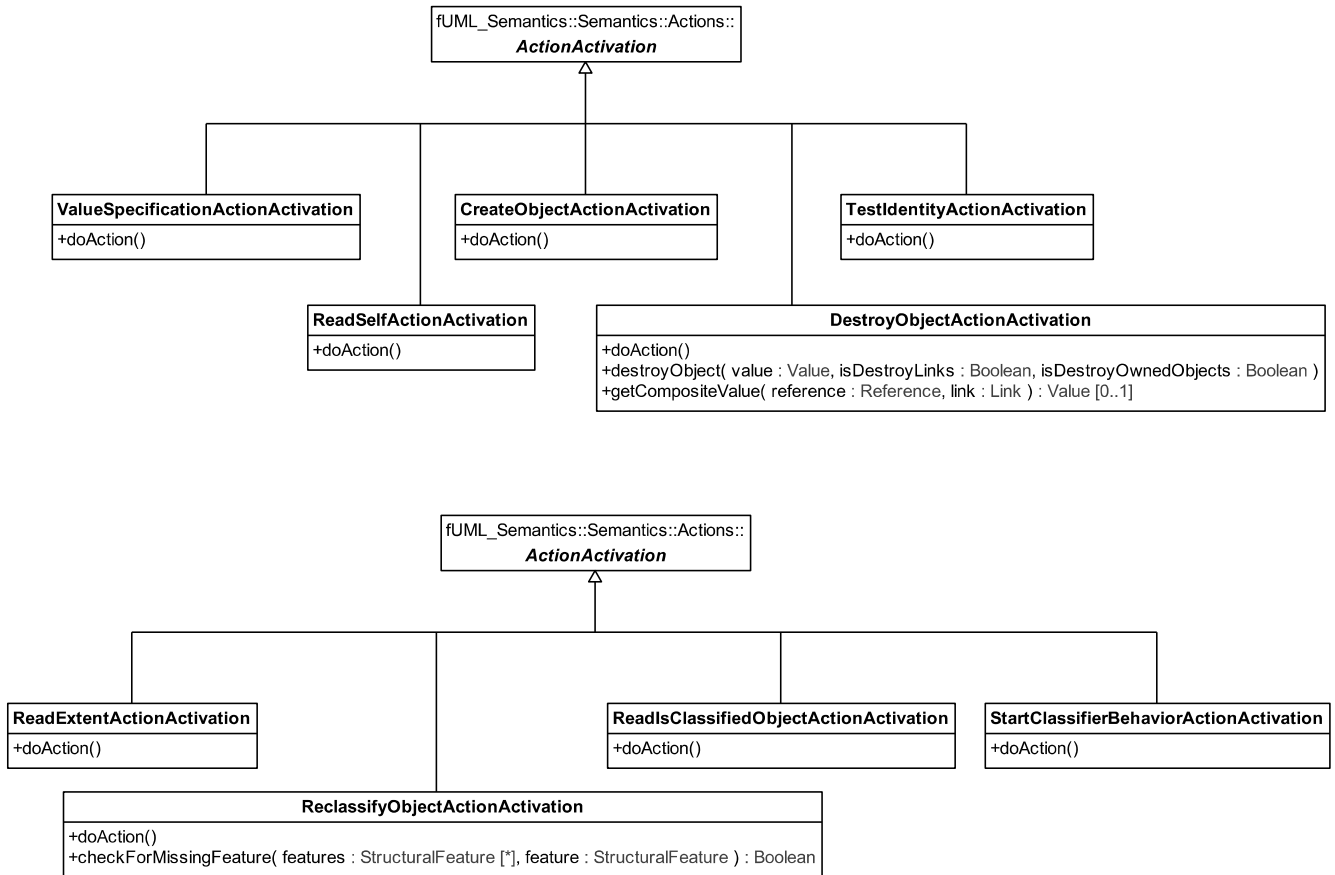 fUML_Semantics::Semantics::Actions::
ActionActivation
ValueSpecificationActionActivation
+doAction()
CreateObjectActionActivation
+doAction()
TestIdentityActionActivation
+doAction()
ReadSelfActionActivation
+doAction()
DestroyObjectActionActivation
+doAction()
+destroyObject( value : Value, isDestroyLinks : Boolean, isDestroyOwnedObjects : Boolean )
+getCompositeValue( reference : Reference, link : Link ) : Value [0..1]
fUML_Semantics::Semantics::Actions::
ActionActivation
ReadExtentActionActivation
+doAction()
ReadIsClassifiedObjectActionActivation
+doAction()
StartClassifierBehaviorActionActivation
+doAction()
ReclassifyObjectActionActivation
+doAction()
+checkForMissingFeature( features : StructuralFeature [*], feature : StructuralFeature ) : Boolean